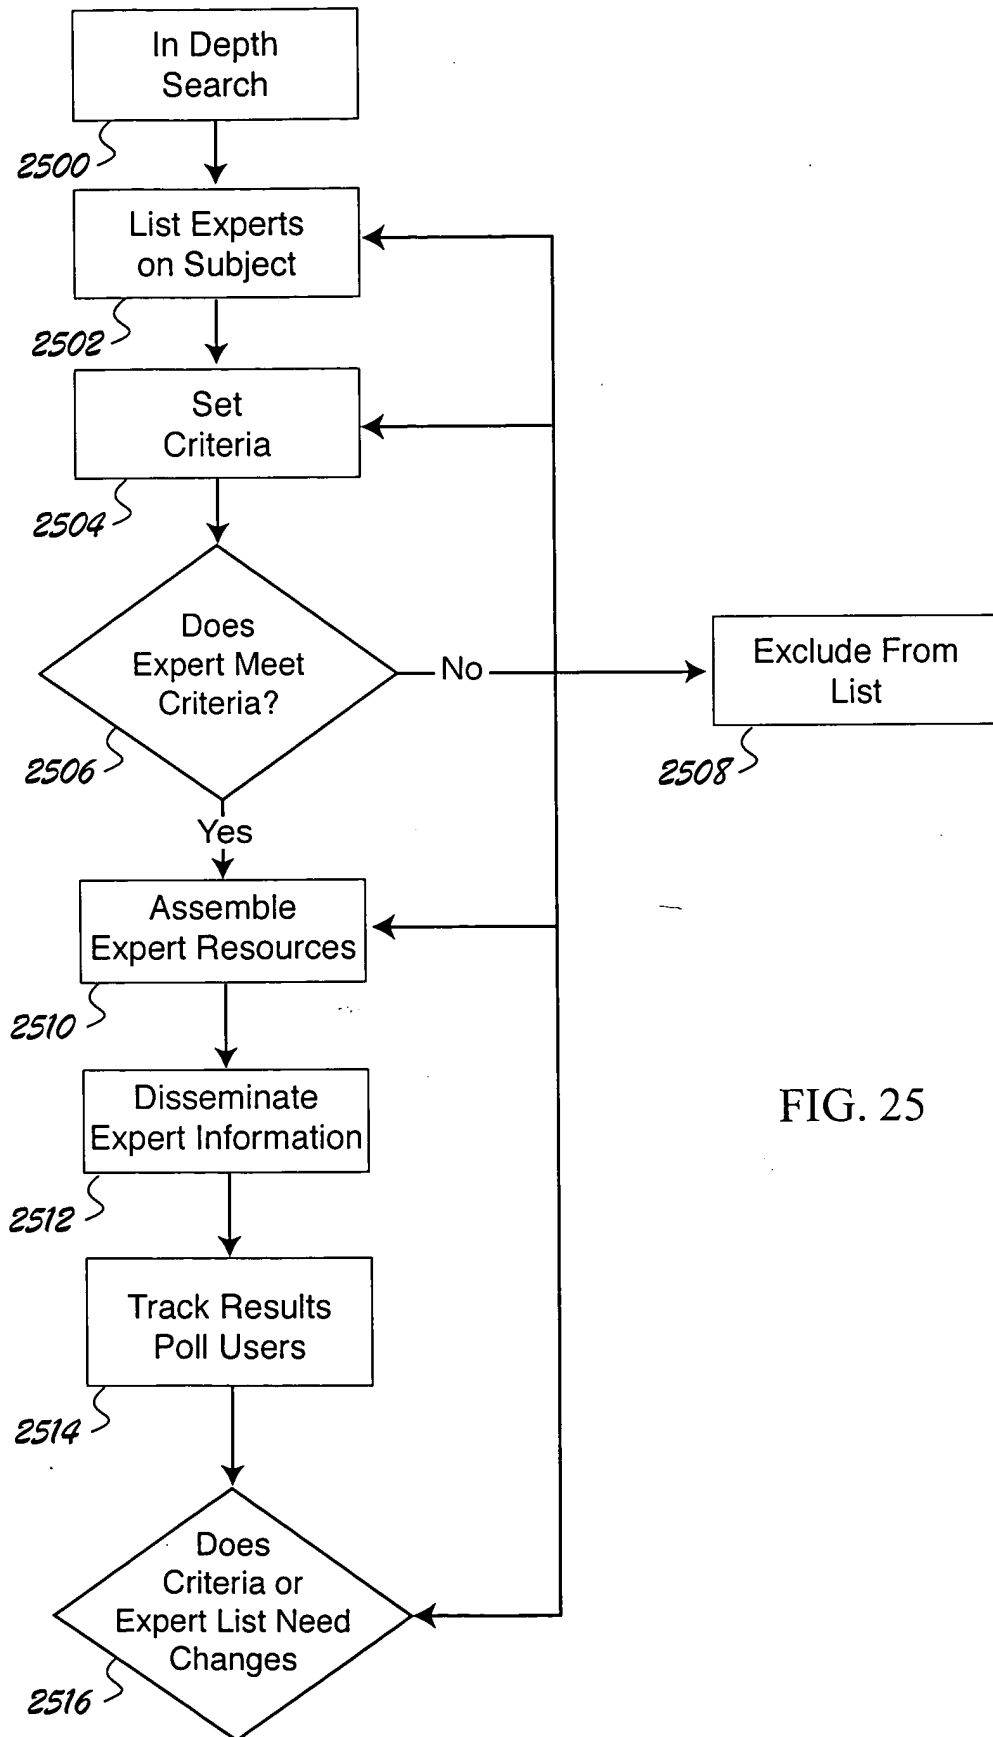 In Depth
Search
2500
List Experts
on Subject
2502
Set
Criteria
2504
Does
Expert Meet
Criteria?
No
Exclude From
List
2506
2508
Yes
Assemble
Expert Resources
2510
Disseminate
Expert Information
FIG. 25
2512
Track Results
Poll Users
2514
Does
Criteria or
Expert List Need
Changes
2516